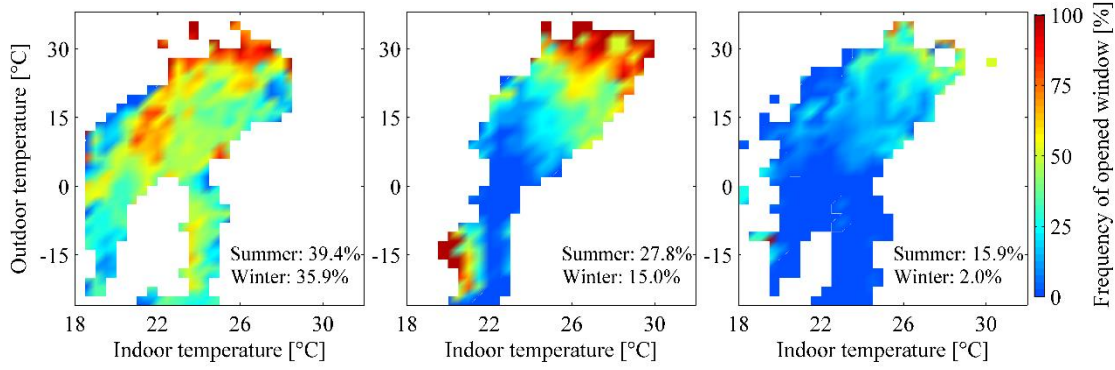 Outdoor temperature [°C]
30
15
0
-15
Summer: 39.4%
Winter: 35.9%
18
22
26
30
Indoor temperature [°C]
30
15
0
-15
Summer: 27.8%
Winter: 15.0%
18
22
26
30
Indoor temperature [°C]
30
15
0
-15
Summer: 15.9%
Winter: 2.0%
18
22
26
30
Indoor temperature [°C]
100
75
50
25
0
Frequency of opened window [%]